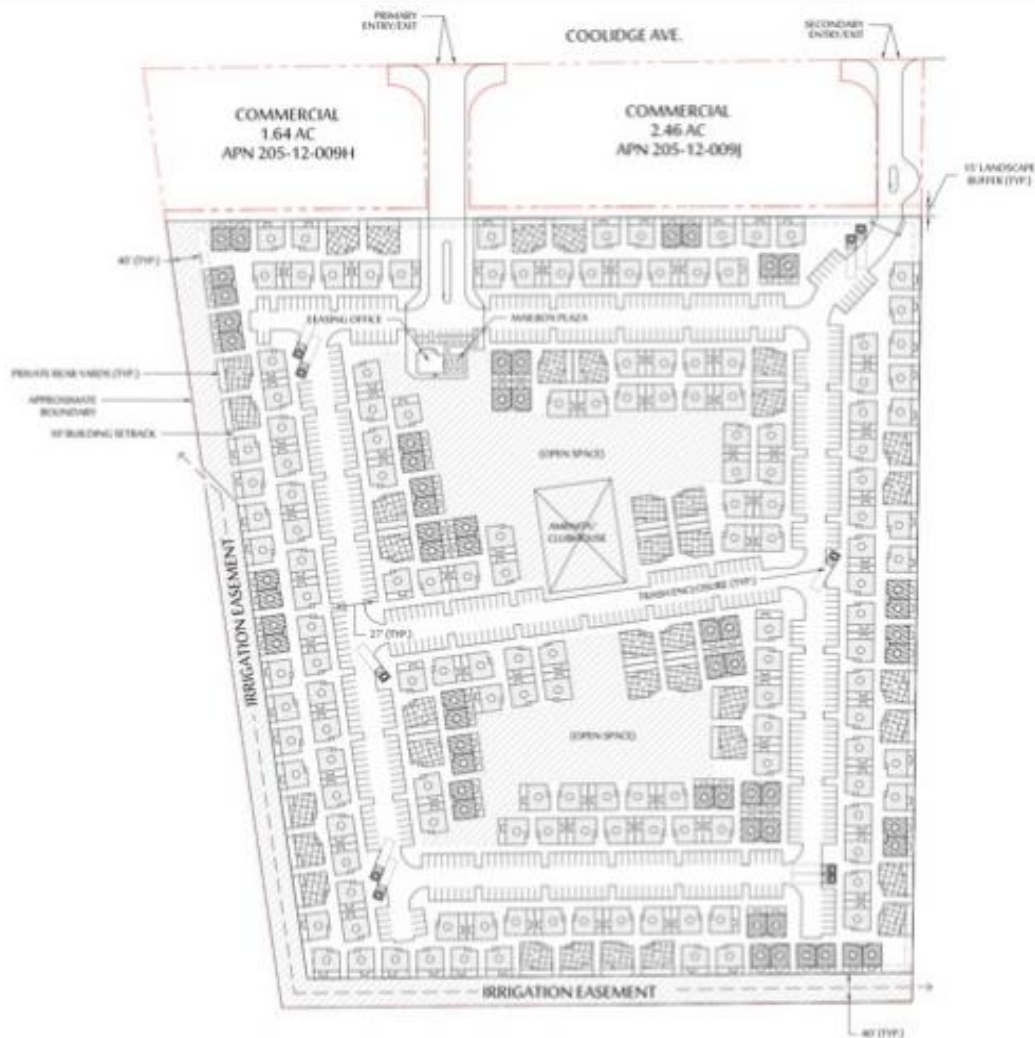 PRIMARY
ENTRY/EXIT
COOLIDGE AVE.
SECONDARY
ENTRY/EXIT
COMMERCIAL
1.64 AC
APN 205-12-009H
COMMERCIAL
2.46 AC
APN 205-12-009J
15' LANDSCAPE
BUFFER (TYP.)
40' (TYP.)
LEASING OFFICE
MAILBOX PLAZA
PRIVATE REAR YARDS (TYP.)
APPROXIMATE
BOUNDARY
10' BUILDING SETBACK
(OPEN SPACE)
AMENITY/
CLUBHOUSE
TRASH ENCLOSURE (TYP.)
27' (TYP.)
IRRIGATION EASEMENT
(OPEN SPACE)
IRRIGATION EASEMENT
40' (TYP.)